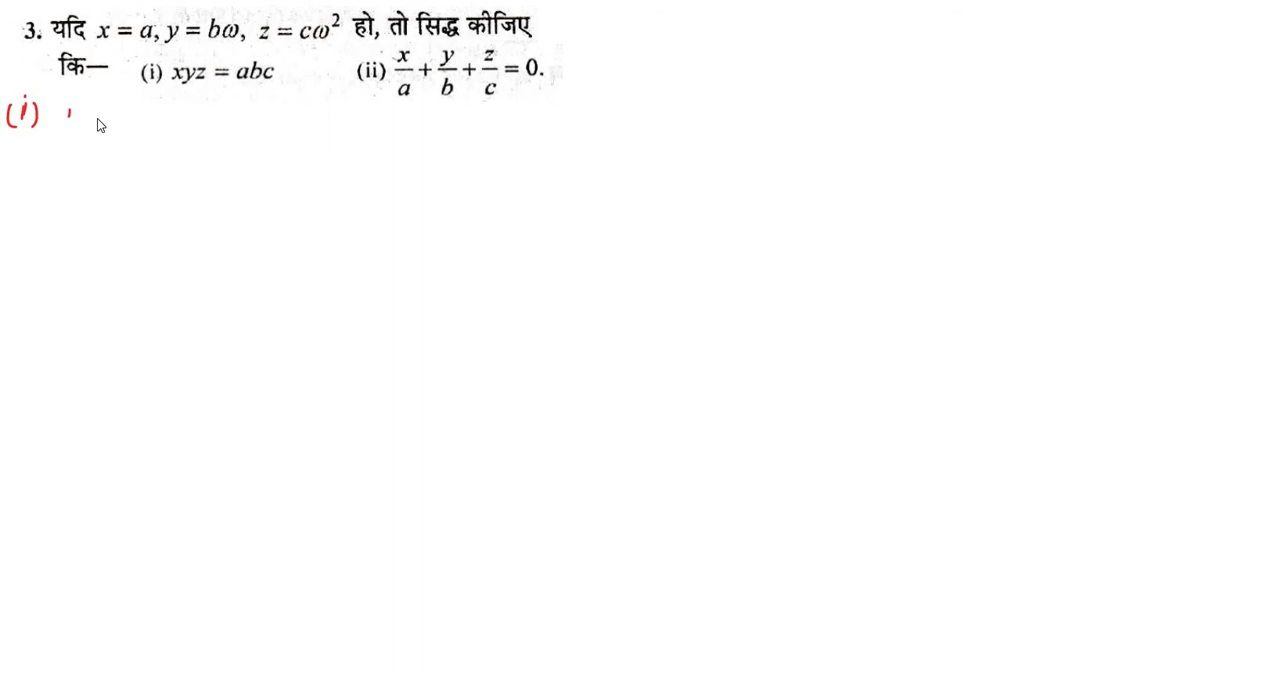 3. यदि x = a, y = bω, z = cω² हो, तो सिद्ध कीजिए
कि— (i) xyz = abc (ii) x/a + y/b + z/c = 0.
(i)